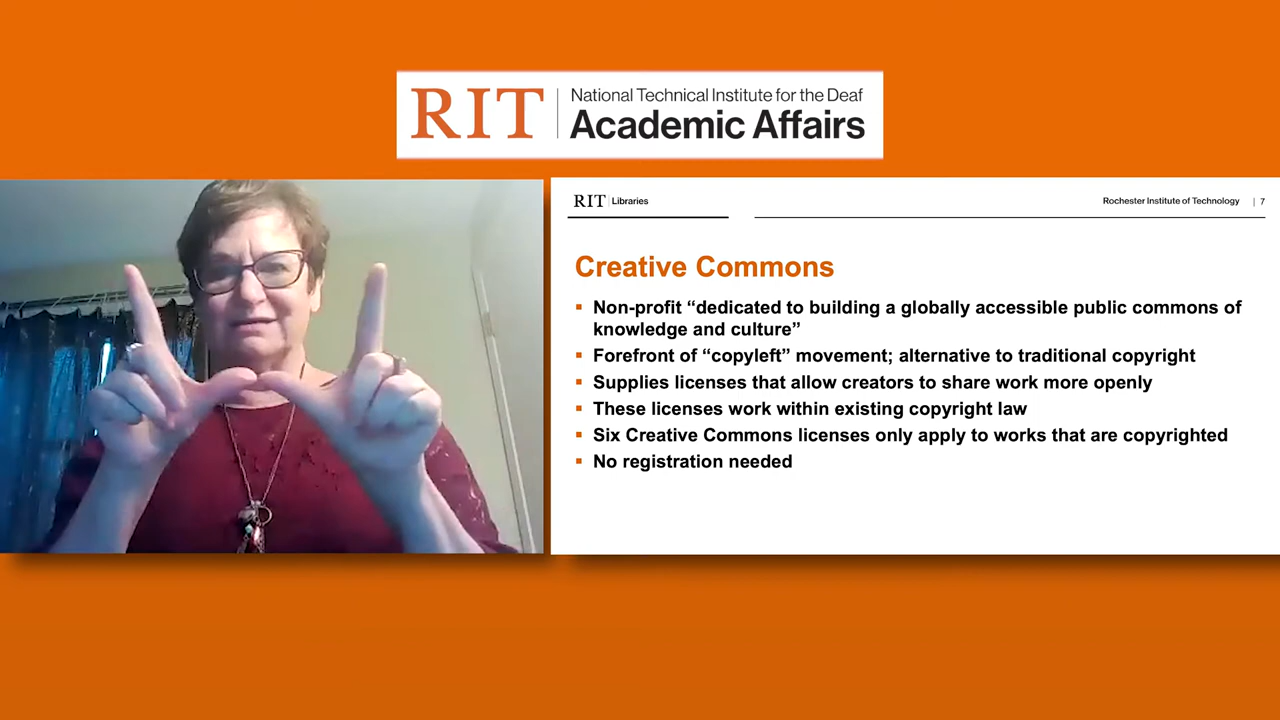 RIT | National Technical Institute for the Deaf
Academic Affairs
RIT | Libraries
Rochester Institute of Technology | 7
Creative Commons
▪ Non-profit “dedicated to building a globally accessible public commons of
knowledge and culture”
▪ Forefront of “copyleft” movement; alternative to traditional copyright
▪ Supplies licenses that allow creators to share work more openly
▪ These licenses work within existing copyright law
▪ Six Creative Commons licenses only apply to works that are copyrighted
▪ No registration needed